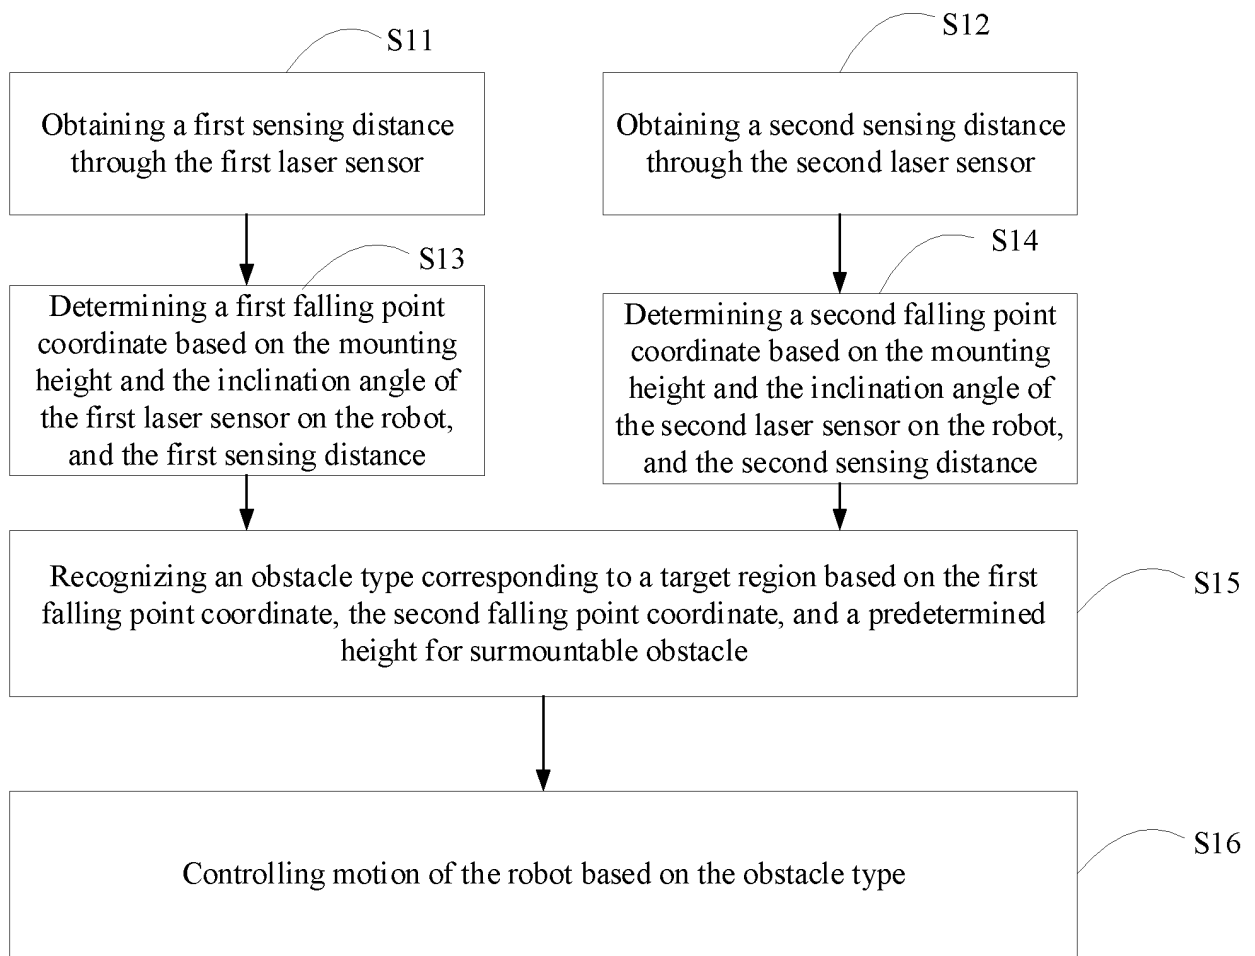 S11
Obtaining a first sensing distance
through the first laser sensor
S12
Obtaining a second sensing distance
through the second laser sensor
S13
Determining a first falling point
coordinate based on the mounting
height and the inclination angle of
the first laser sensor on the robot,
and the first sensing distance
S14
Determining a second falling point
coordinate based on the mounting
height and the inclination angle of
the second laser sensor on the robot,
and the second sensing distance
Recognizing an obstacle type corresponding to a target region based on the first
falling point coordinate, the second falling point coordinate, and a predetermined
height for surmountable obstacle
S15
Controlling motion of the robot based on the obstacle type
S16